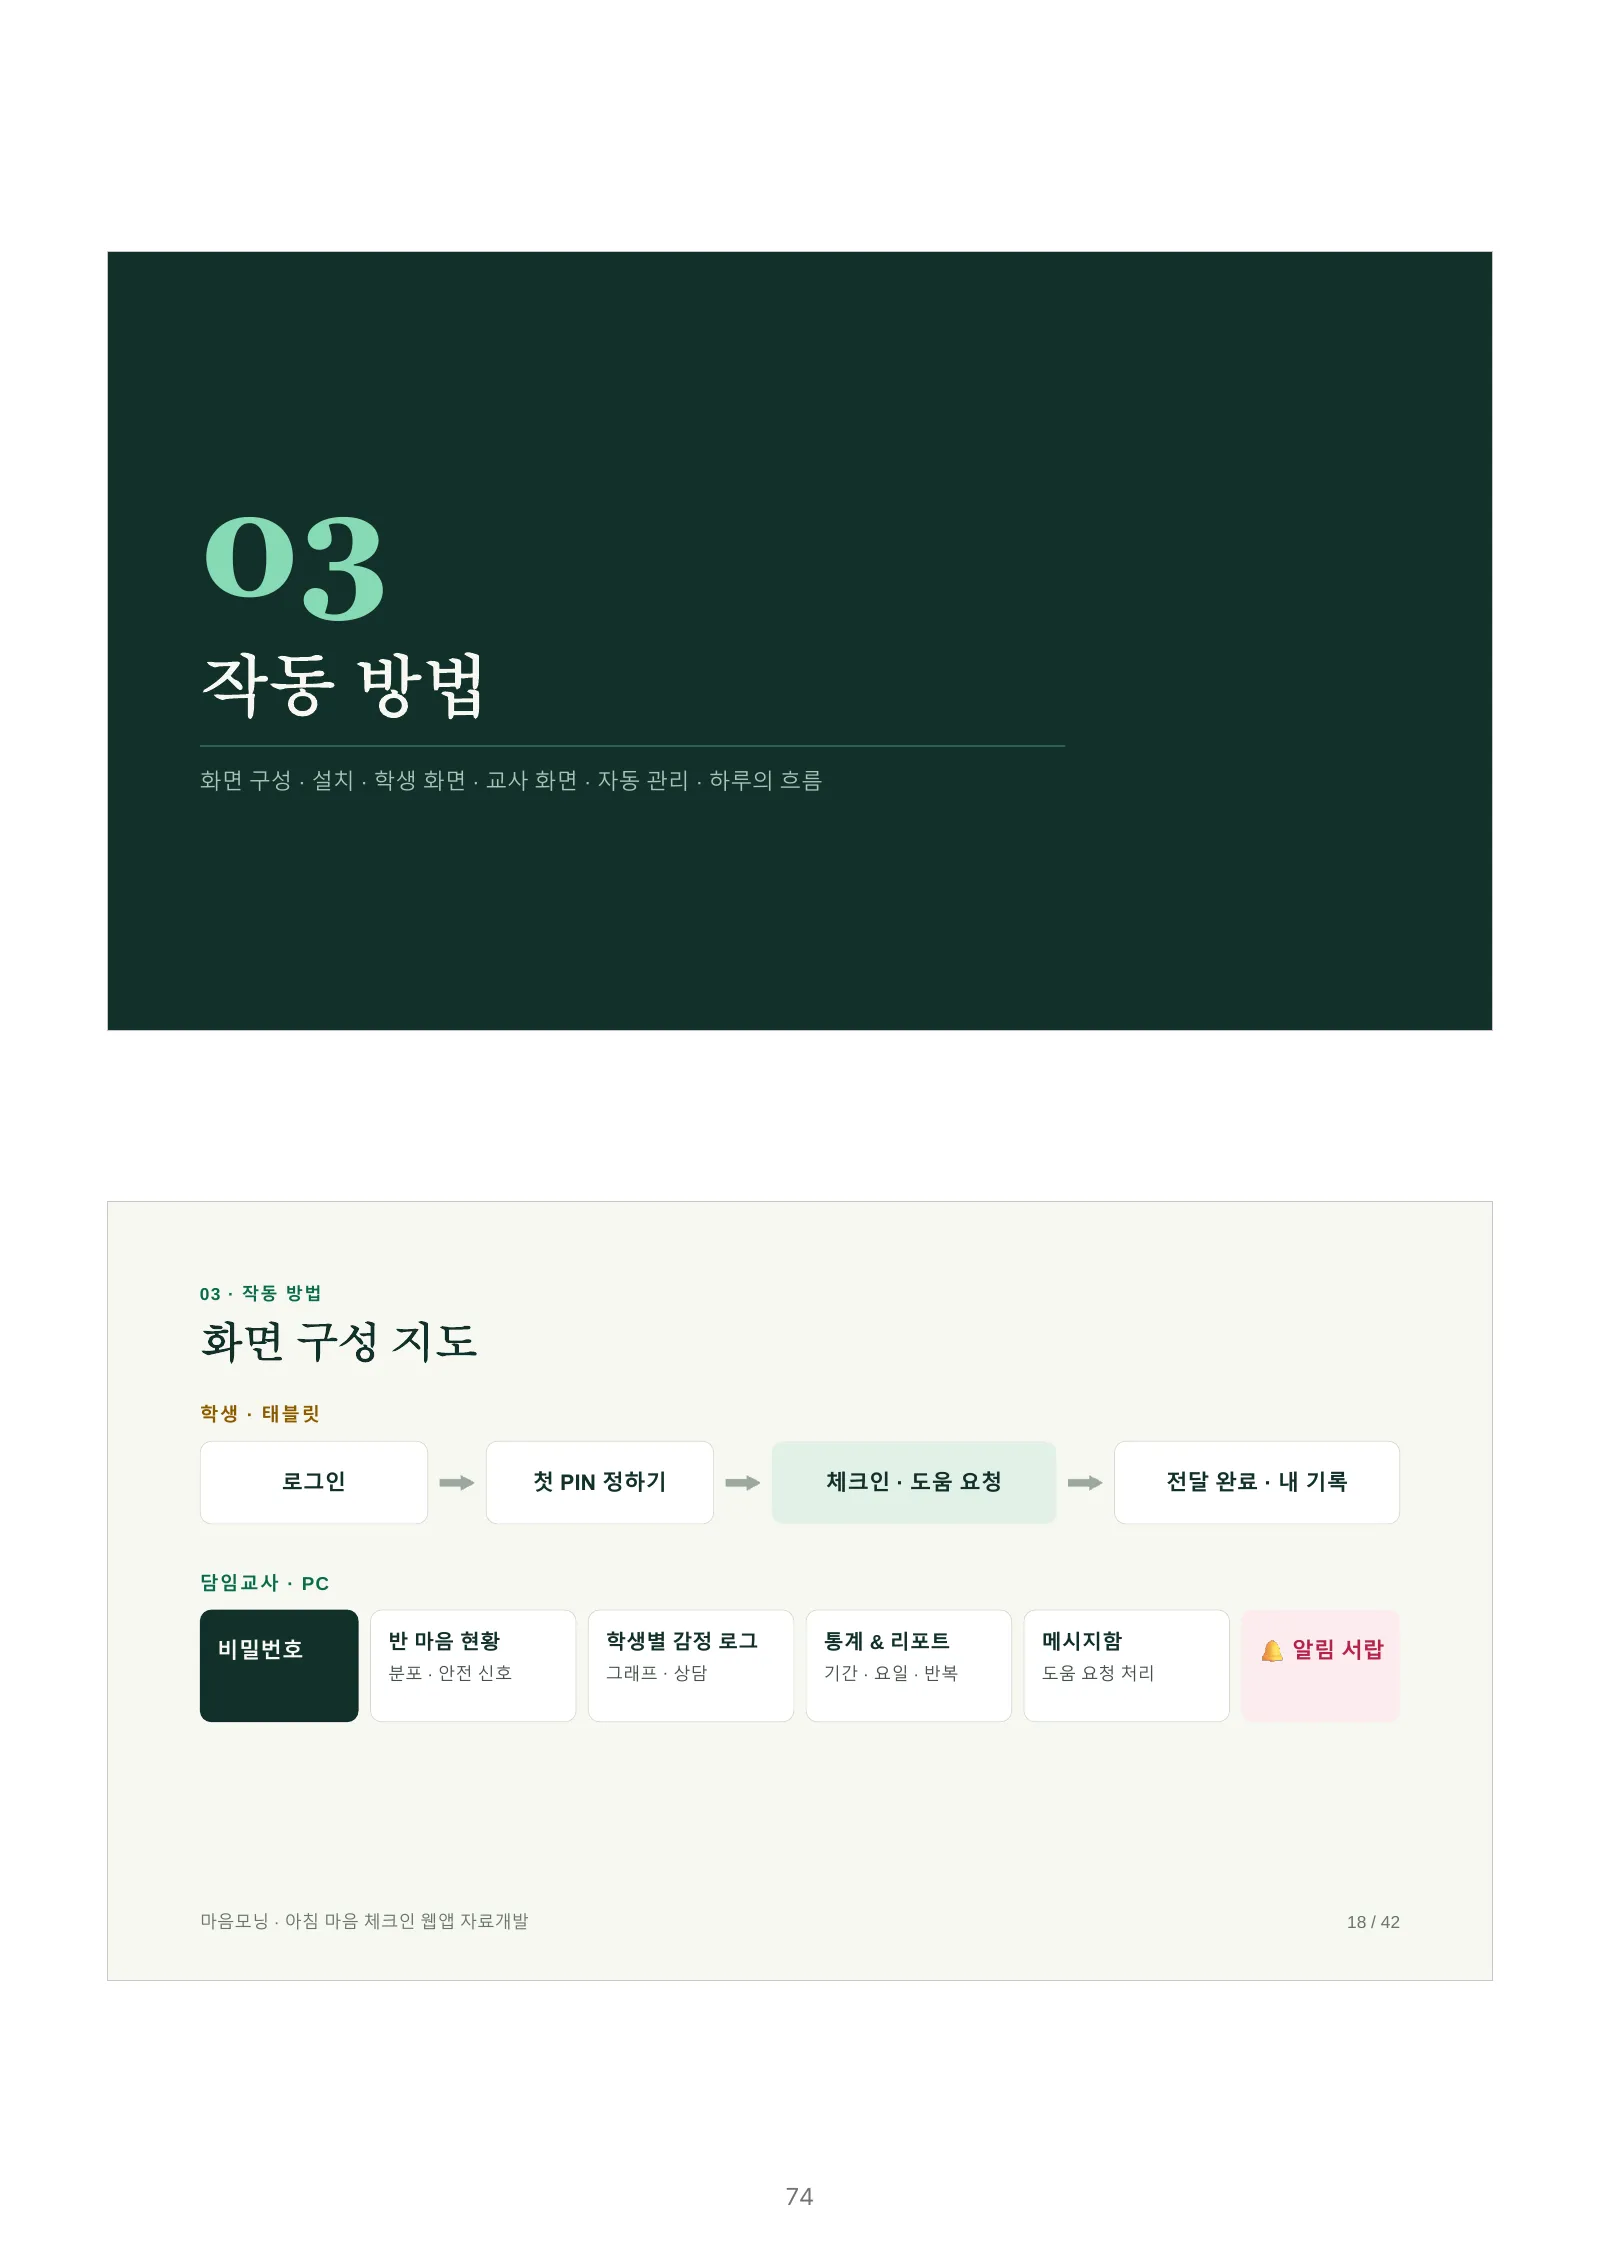 03
작동 방법
화면 구성 · 설치 · 학생 화면 · 교사 화면 · 자동 관리 · 하루의 흐름
03 · 작동 방법
화면 구성 지도
학생 · 태블릿
로그인
첫 PIN 정하기
체크인 · 도움 요청
전달 완료 · 내 기록
담임교사 · PC
비밀번호
반 마음 현황
분포 · 안전 신호
학생별 감정 로그
그래프 · 상담
통계 & 리포트
기간 · 요일 · 반복
메시지함
도움 요청 처리
🔔 알림 서랍
마음모닝 · 아침 마음 체크인 웹앱 자료개발
18 / 42
74